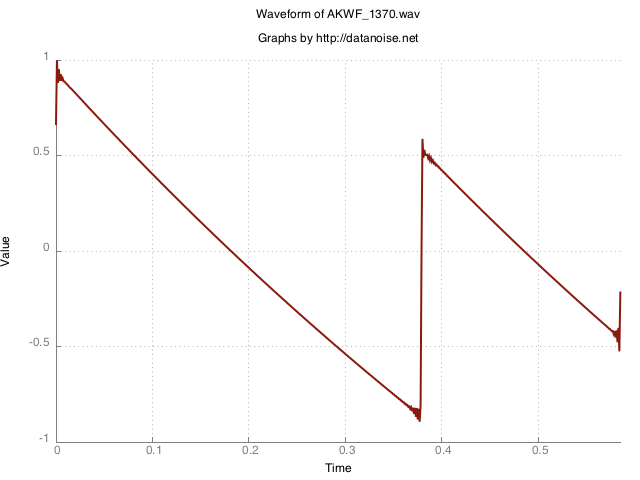 Waveform of AKWF_1370.wav
Graphs by http://datanoise.net
1
0.5
0
-0.5
-1
Value
0 0.1 0.2 0.3 0.4 0.5
Time